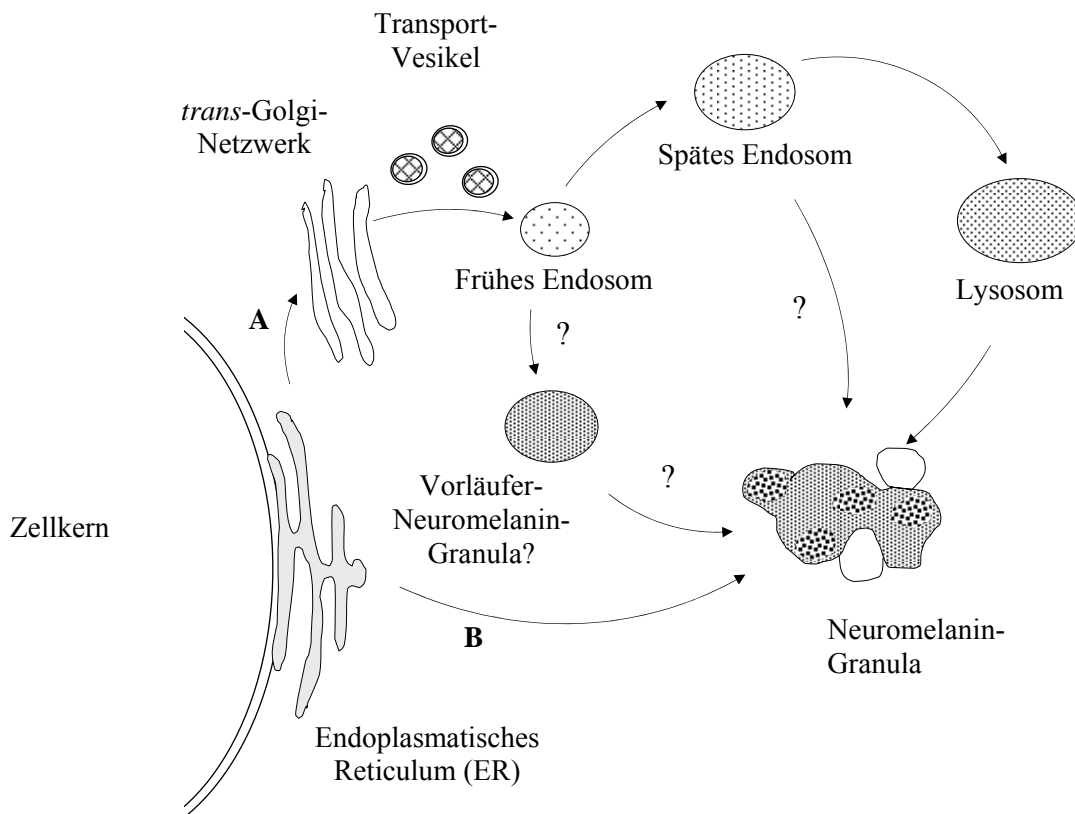 Transport-
Vesikel
trans-Golgi-
Netzwerk
Spätes Endosom
Frühes Endosom
Lysosom
A
?
?
Vorläufer-
Neuromelanin-
Granula?
?
Zellkern
B
Neuromelanin-
Granula
Endoplasmatisches
Reticulum (ER)